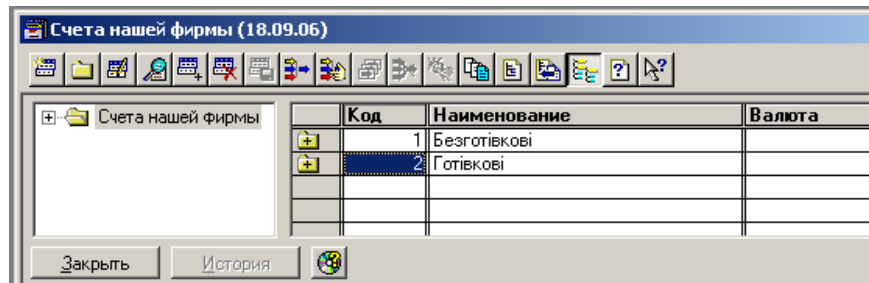 Счета нашей фирмы (18.09.06)
Счета нашей фирмы
Код Наименование Валюта
1 Безготівкові
2 Готівкові
Закрыть История